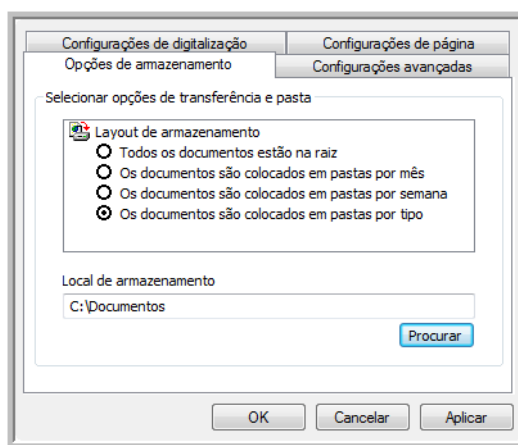 Configurações de digitalização
Configurações de página
Opções de armazenamento
Configurações avançadas
Selecionar opções de transferência e pasta
Layout de armazenamento
Todos os documentos estão na raiz
Os documentos são colocados em pastas por mês
Os documentos são colocados em pastas por semana
Os documentos são colocados em pastas por tipo
Local de armazenamento
C:\Documentos
Procurar
OK
Cancelar
Aplicar